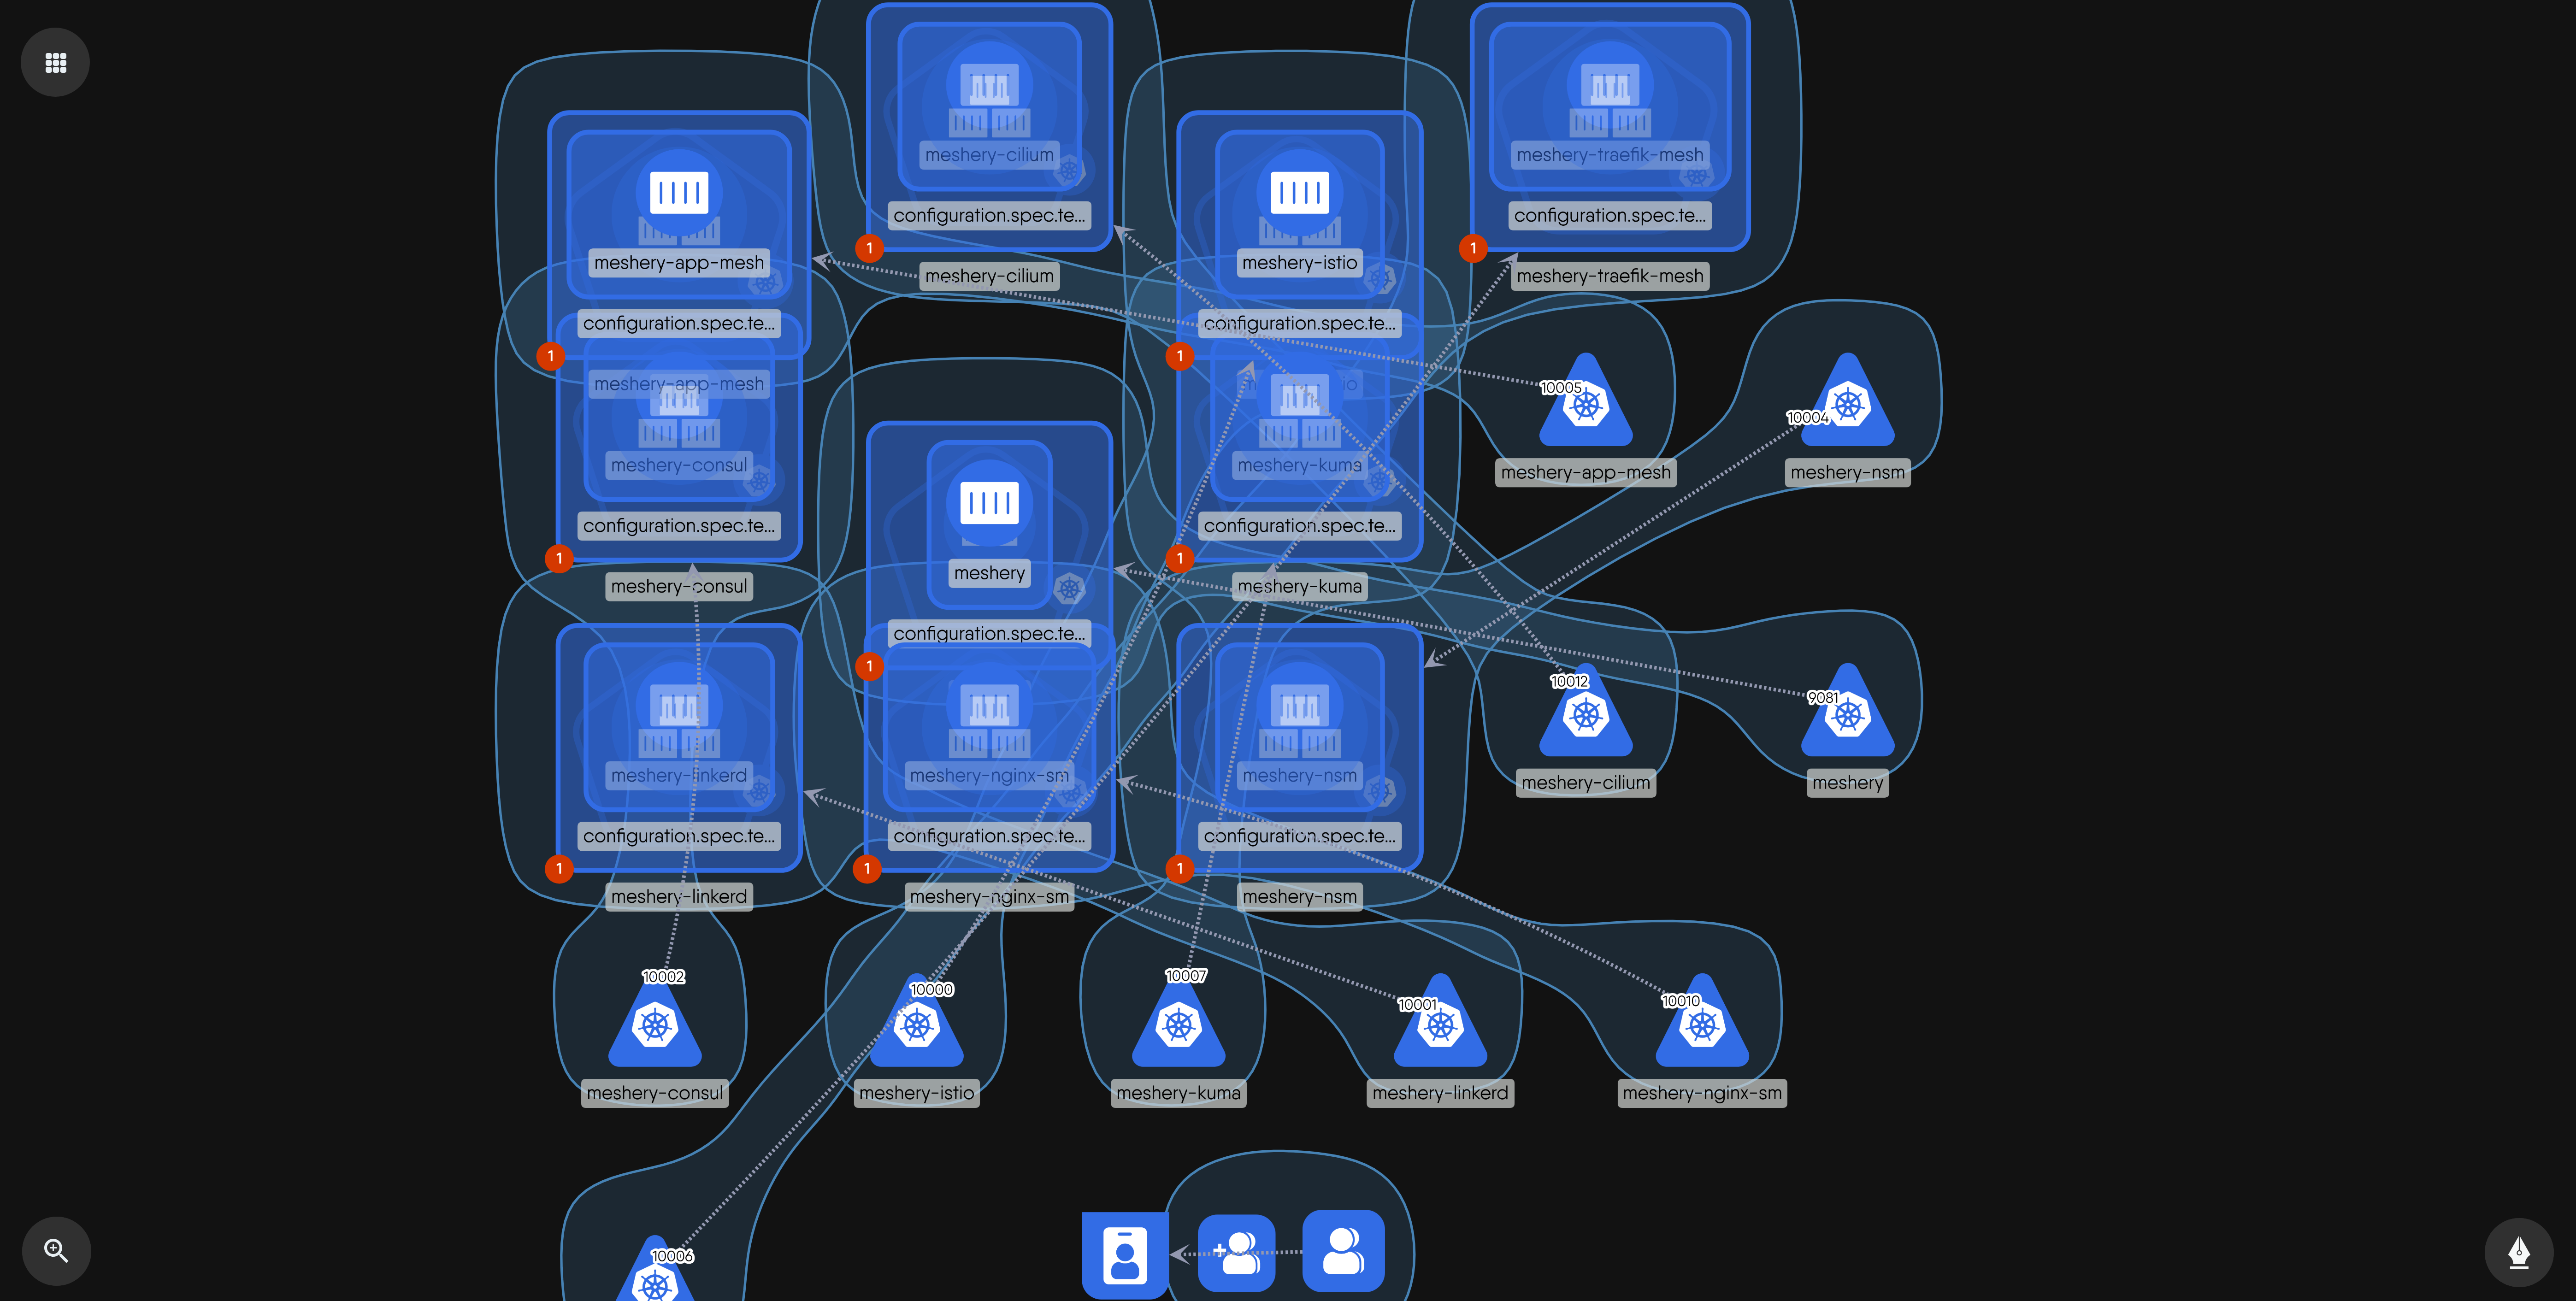 meshery-cilium
configuration.spec.te...
1
meshery-cilium
meshery-traefik-mesh
configuration.spec.te...
1
meshery-traefik-mesh
meshery-app-mesh
configuration.spec.te...
1
meshery-app-mesh
meshery-istio
configuration.spec.te...
1
meshery-consul
configuration.spec.te...
1
meshery-consul
meshery-kuma
configuration.spec.te...
1
meshery-kuma
10005
meshery-app-mesh
10004
meshery-nsm
meshery
configuration.spec.te...
1
10012
meshery-cilium
9081
meshery
meshery-linkerd
configuration.spec.te...
1
meshery-linkerd
meshery-nginx-sm
configuration.spec.te...
1
meshery-nginx-sm
meshery-nsm
configuration.spec.te...
1
meshery-nsm
10002
meshery-consul
10000
meshery-istio
10007
meshery-kuma
10001
meshery-linkerd
10010
meshery-nginx-sm
10006